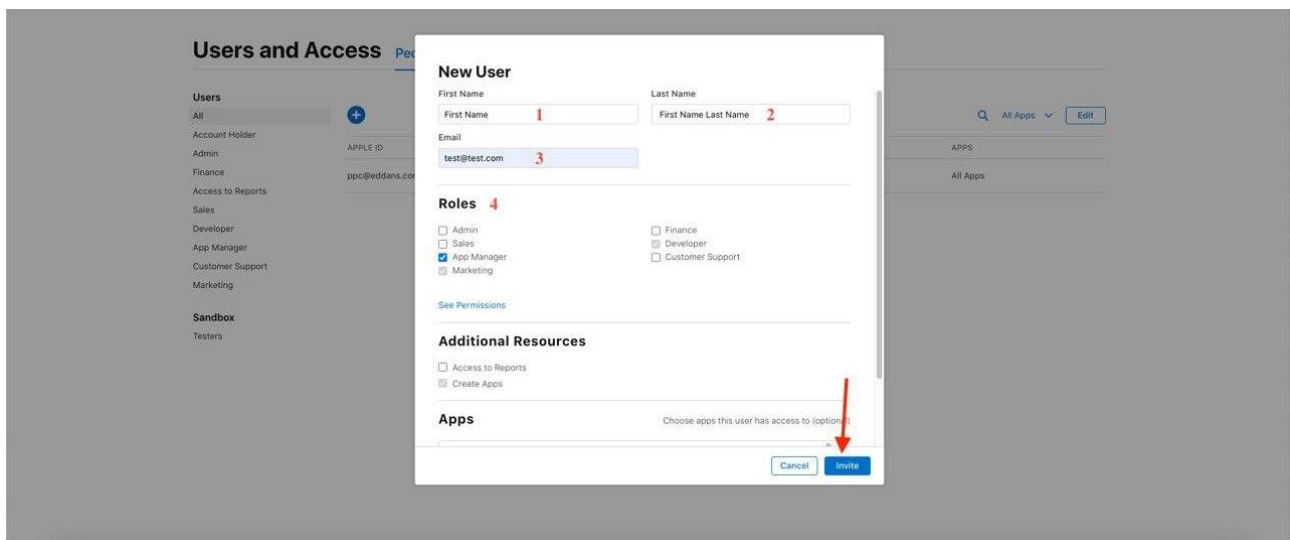 Users and Access Peo
Users
All
Account Holder
Admin
Finance
Access to Reports
Sales
Developer
App Manager
Customer Support
Marketing
Sandbox
Testers
APPLE ID
ppc@eddans.com
All Apps Edit
APPS
All Apps
New User
First Name Last Name
First Name 1 First Name Last Name 2
Email
test@test.com 3
Roles 4
Admin Finance
Sales Developer
App Manager Customer Support
Marketing
See Permissions
Additional Resources
Access to Reports
Create Apps
Apps Choose apps this user has access to (optional)
Cancel Invite